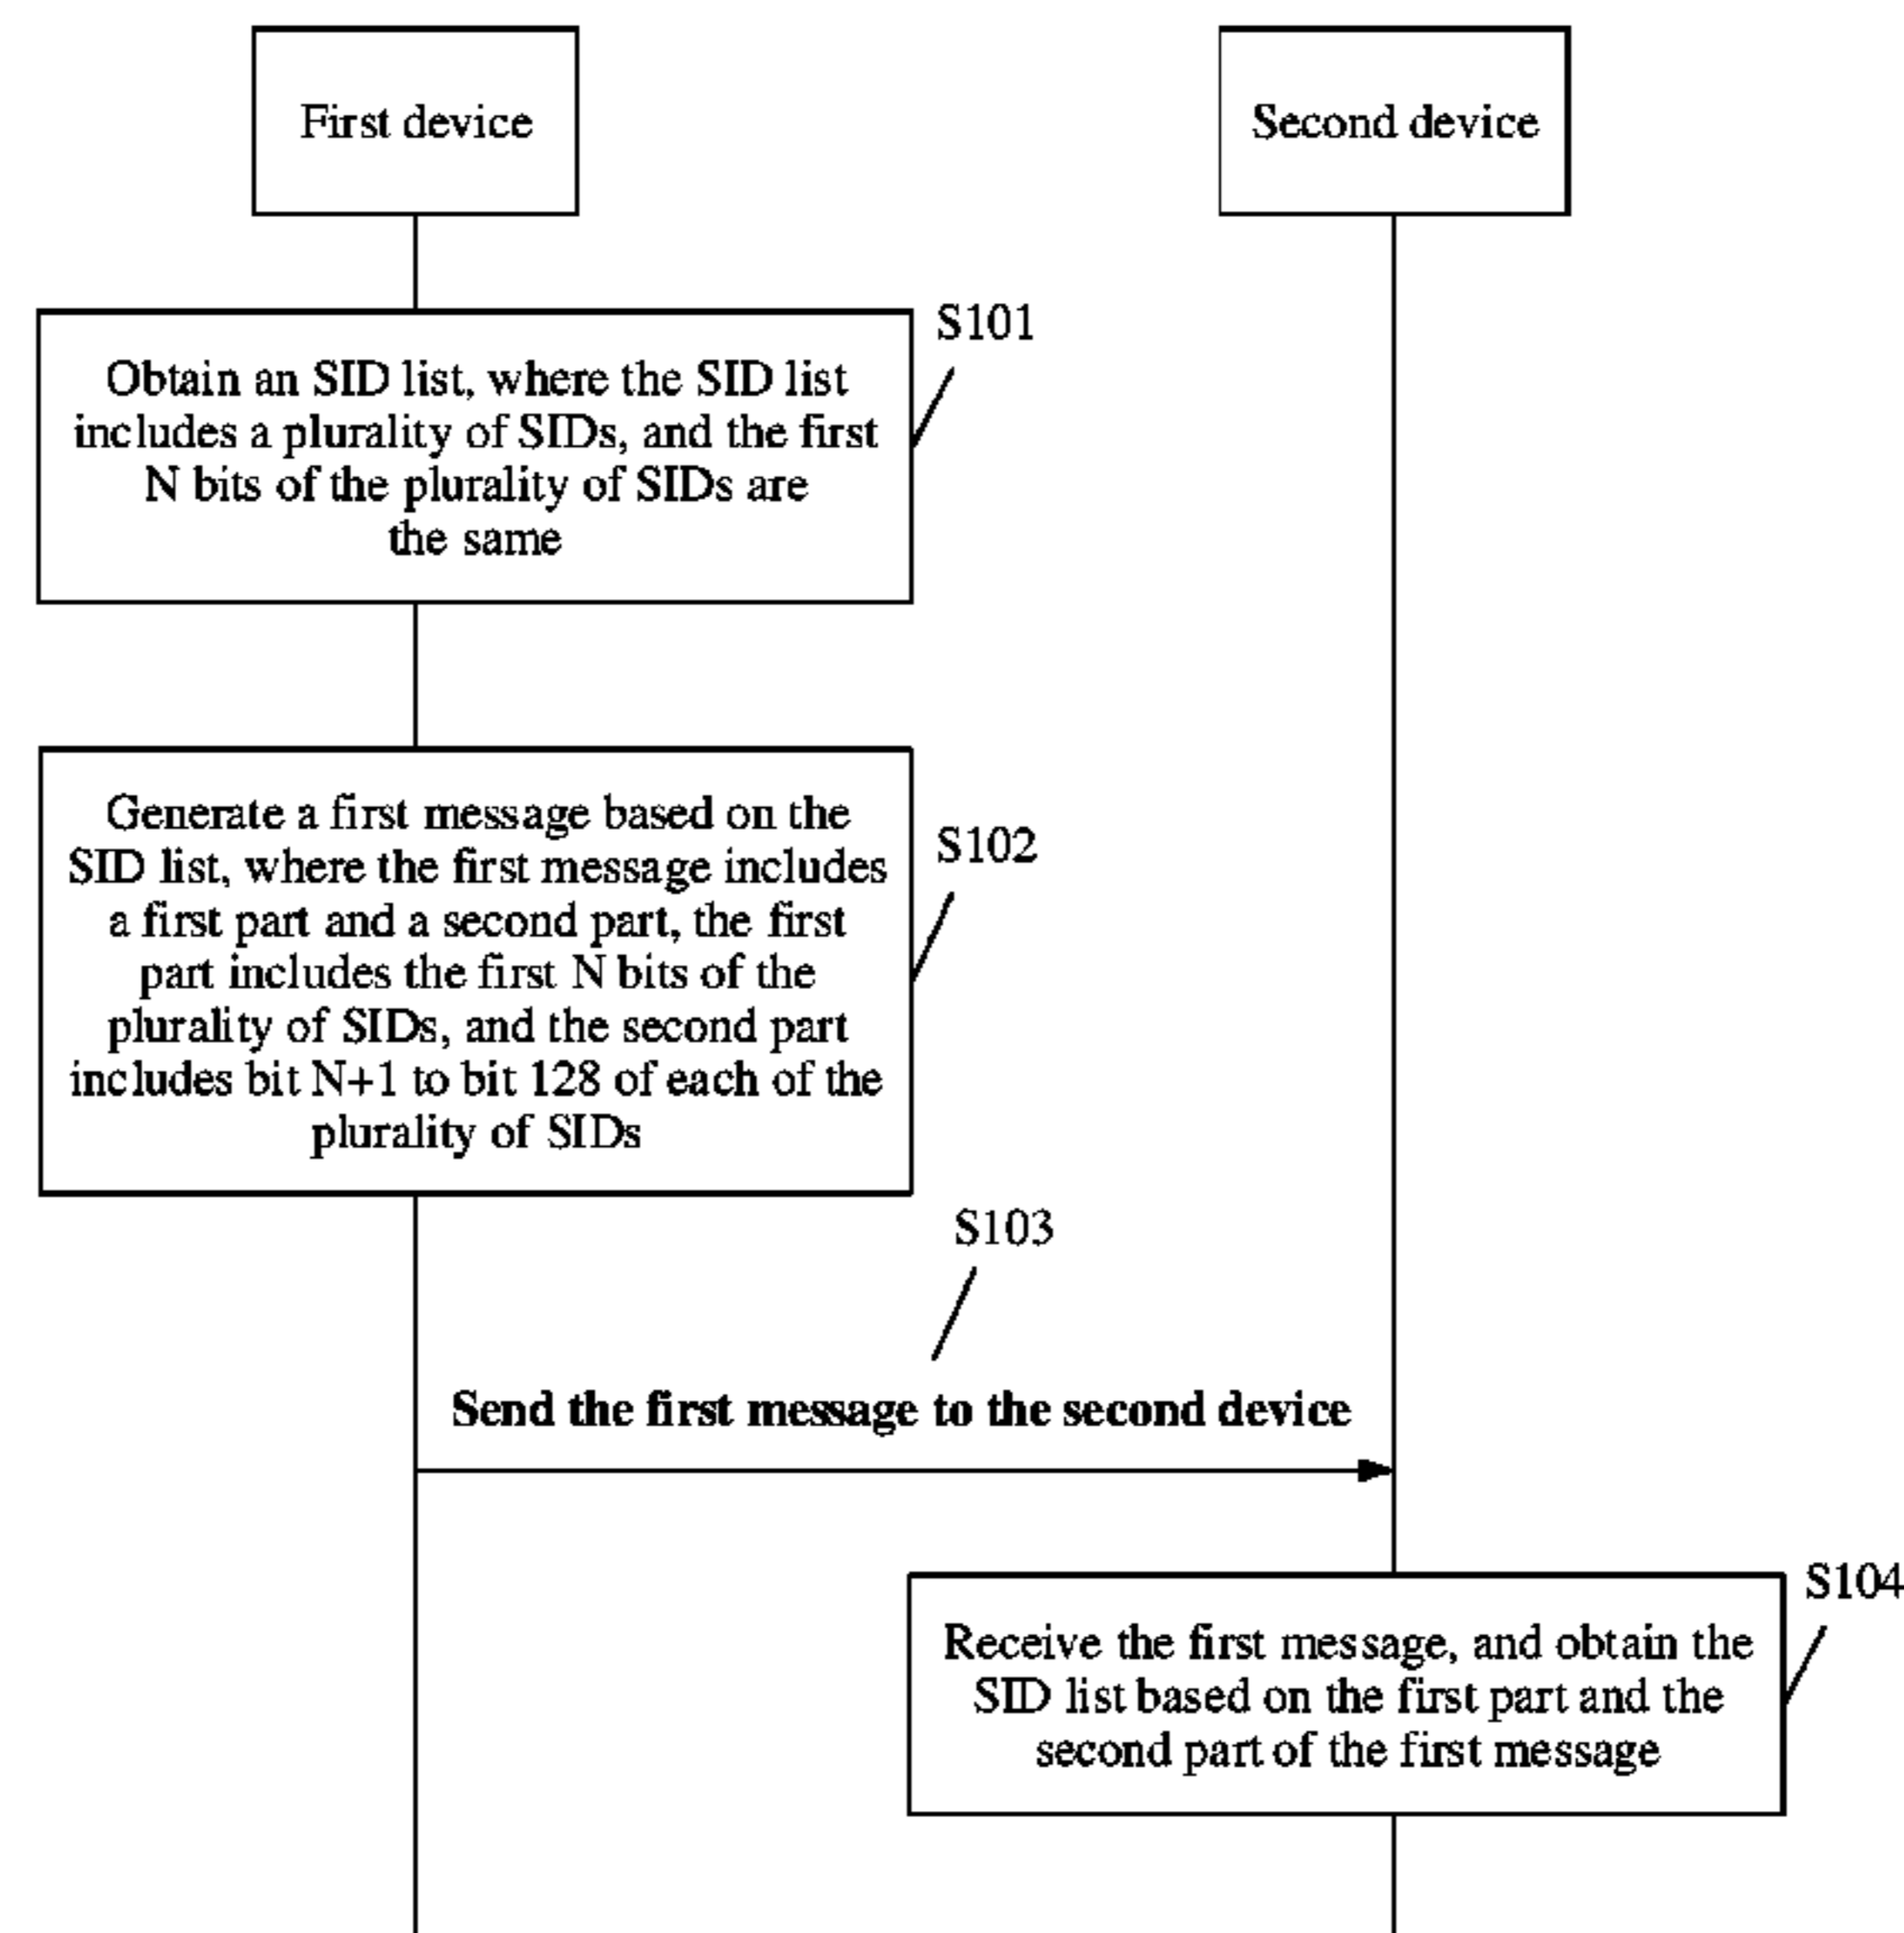 First device
Second device
S101
Obtain an SID list, where the SID list
includes a plurality of SIDs, and the first
N bits of the plurality of SIDs are
the same
S102
Generate a first message based on the
SID list, where the first message includes
a first part and a second part, the first
part includes the first N bits of the
plurality of SIDs, and the second part
includes bit N+1 to bit 128 of each of the
plurality of SIDs
S103
Send the first message to the second device
S104
Receive the first message, and obtain the
SID list based on the first part and the
second part of the first message